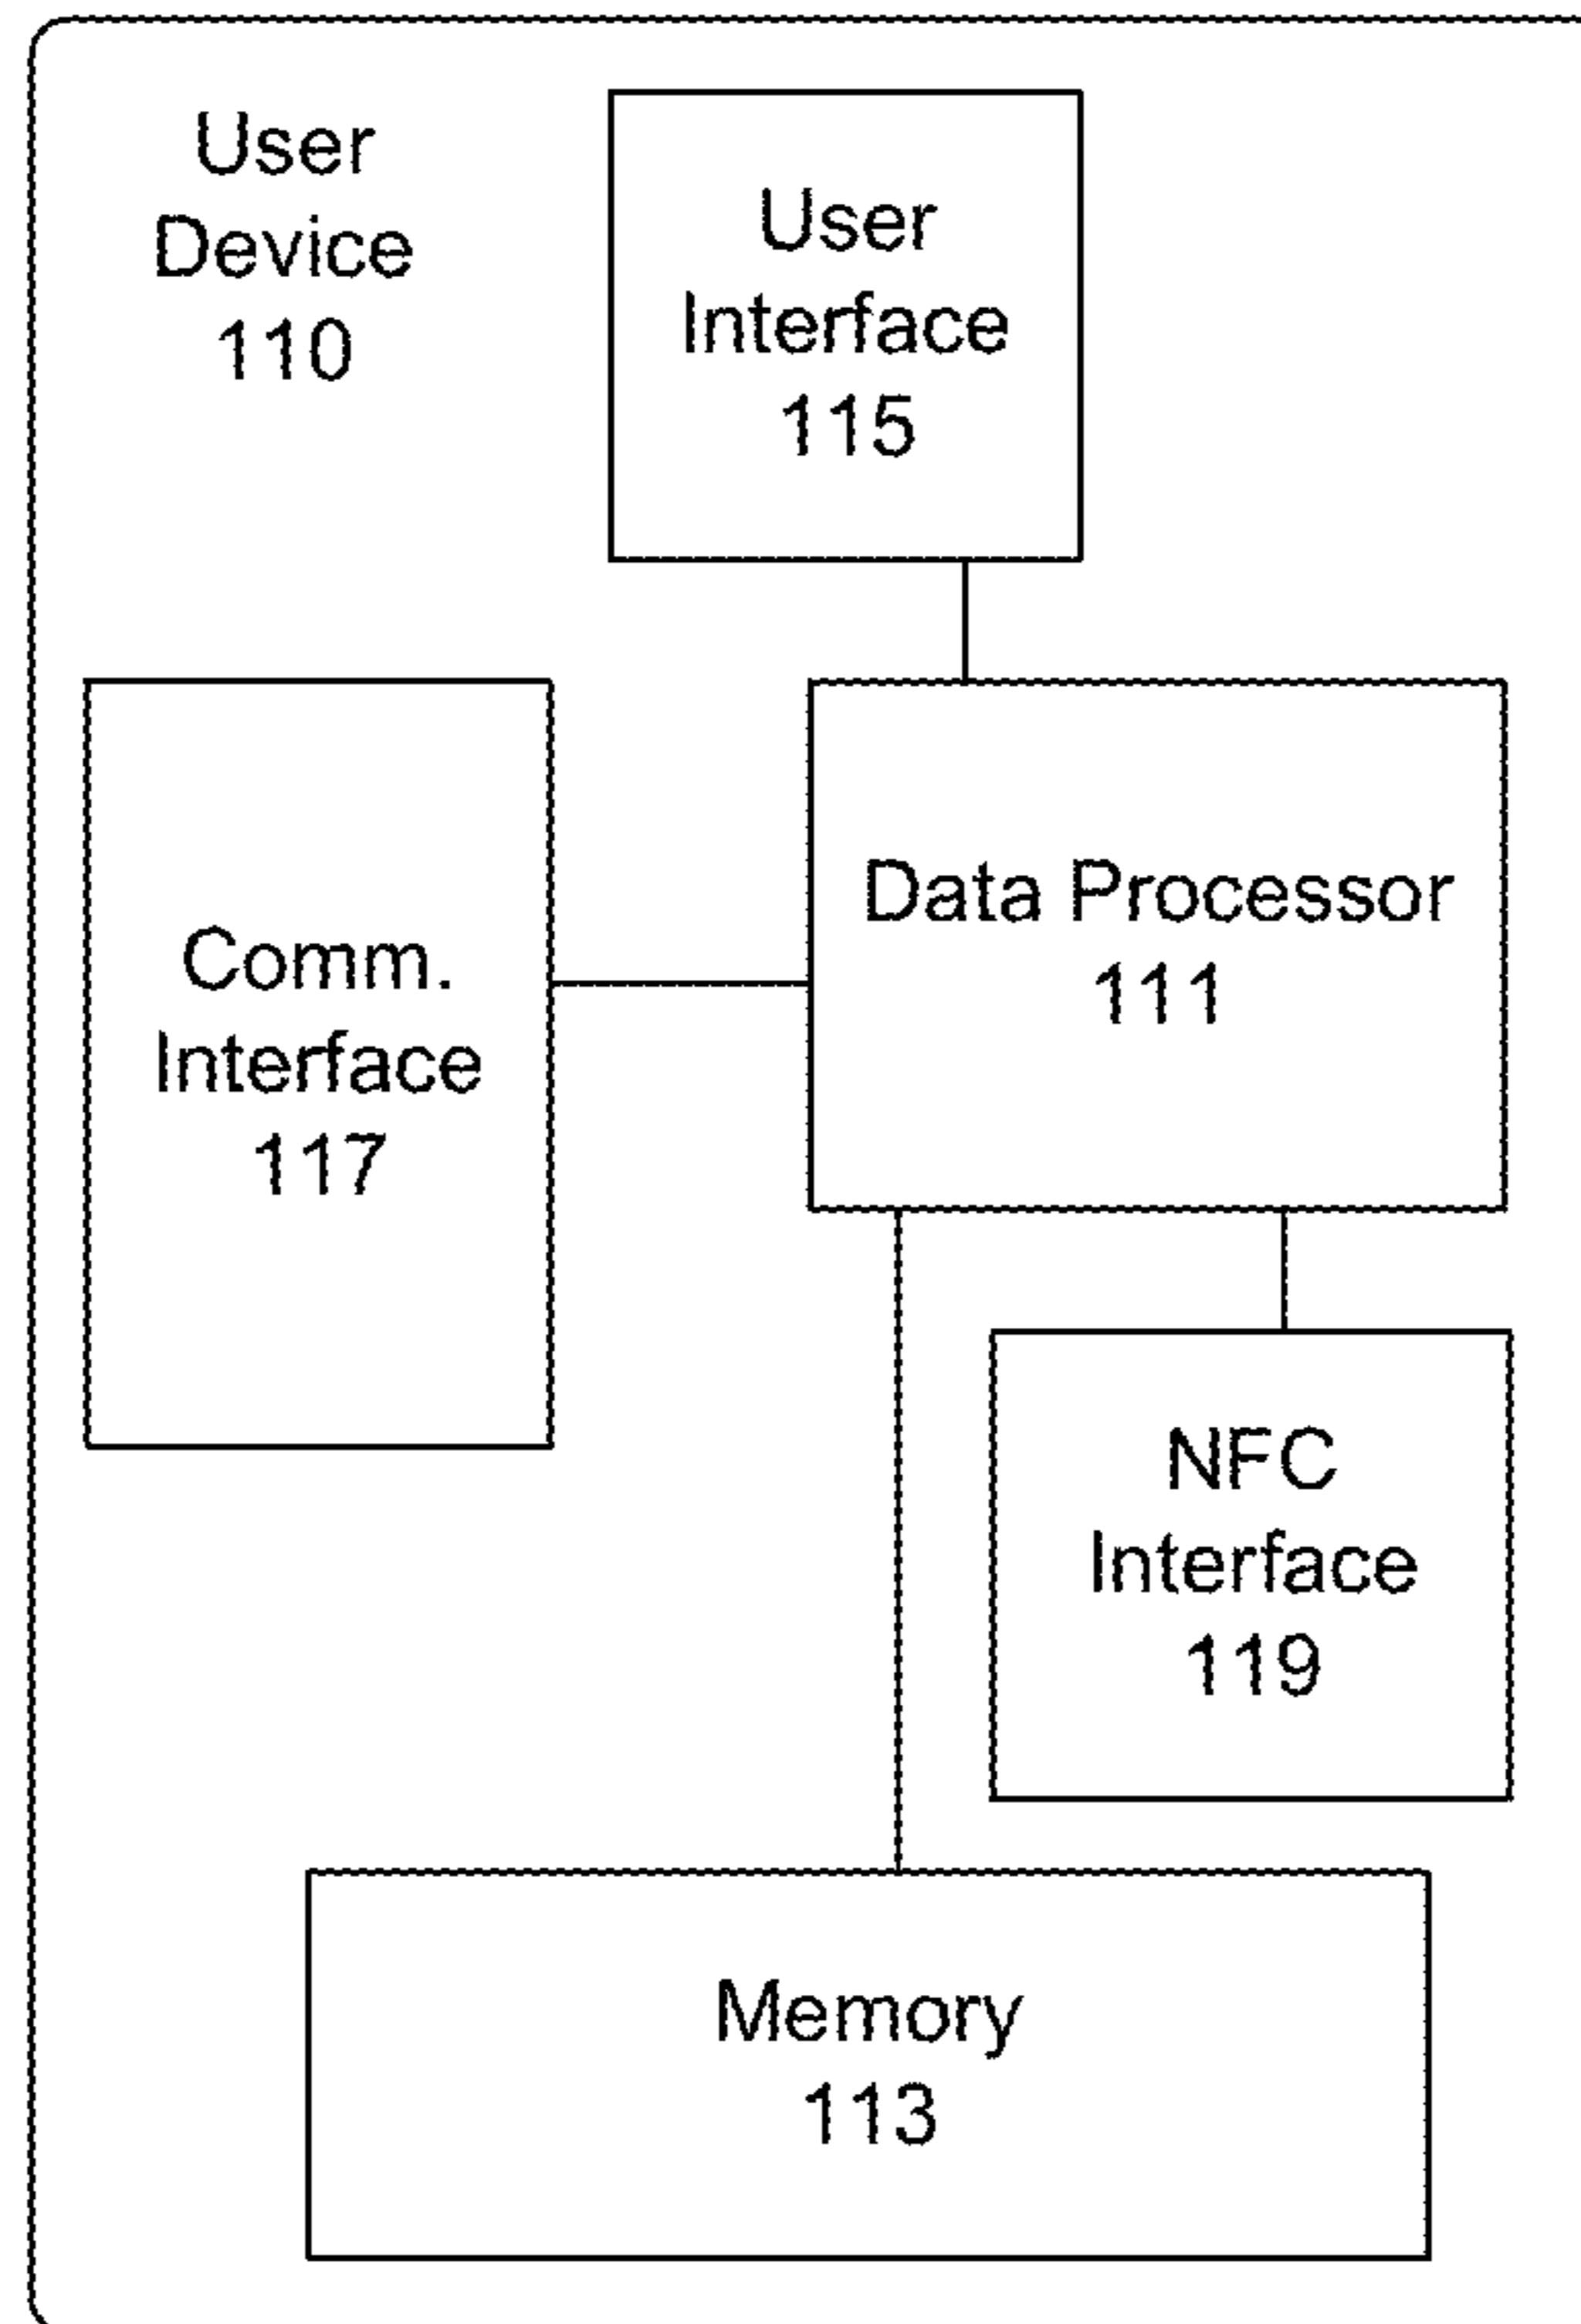 User
Device
110
User
Interface
115
Data Processor
111
Comm.
Interface
117
NFC
Interface
119
Memory
113